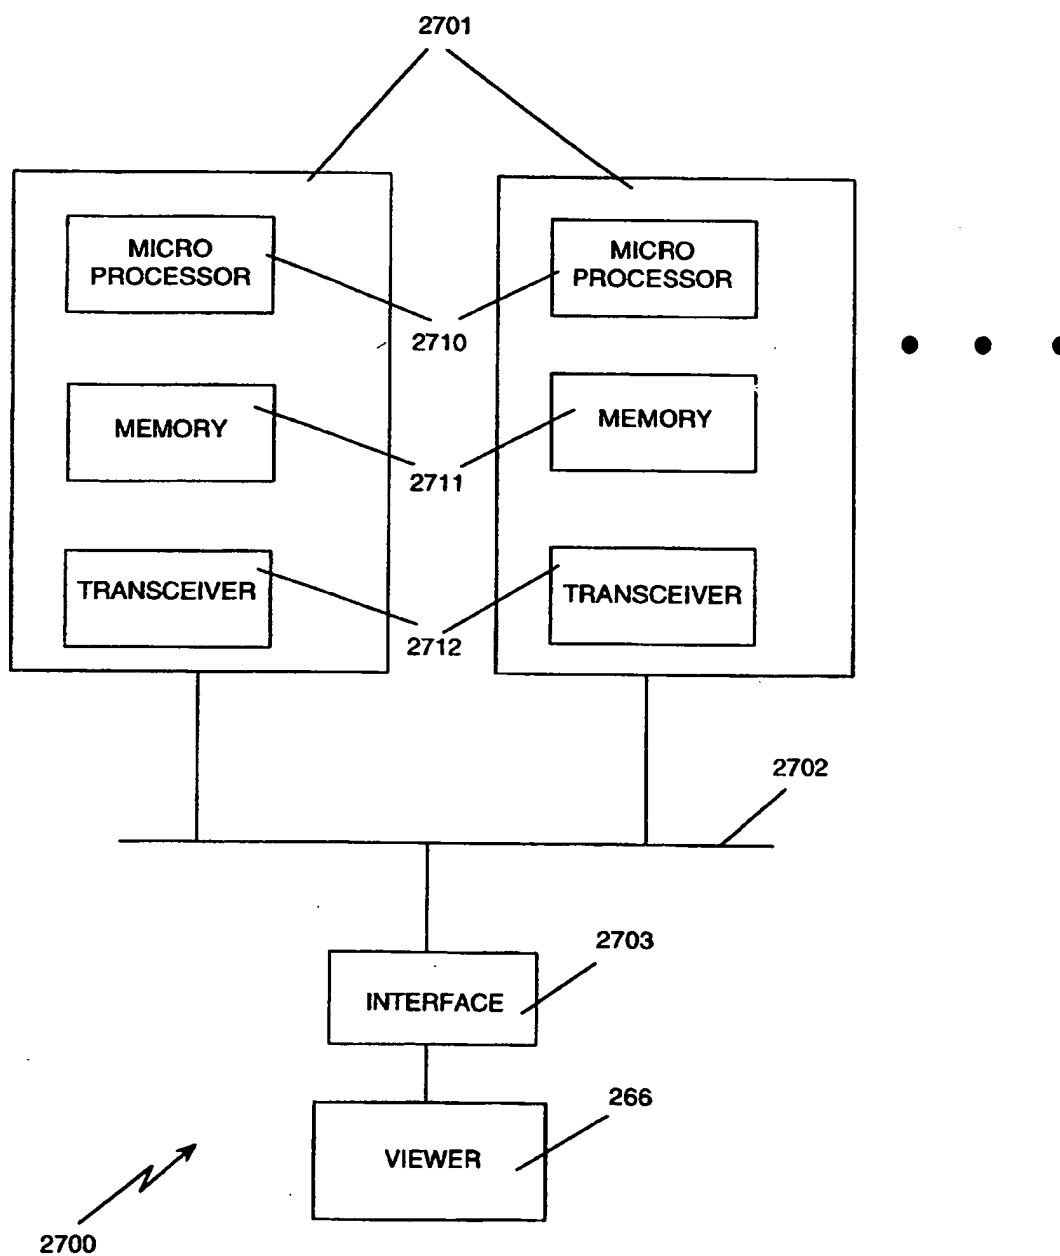 2701
MICRO
PROCESSOR
MICRO
PROCESSOR
2710
MEMORY
MEMORY
2711
TRANSCEIVER
TRANSCEIVER
2712
2702
2703
INTERFACE
266
VIEWER
2700